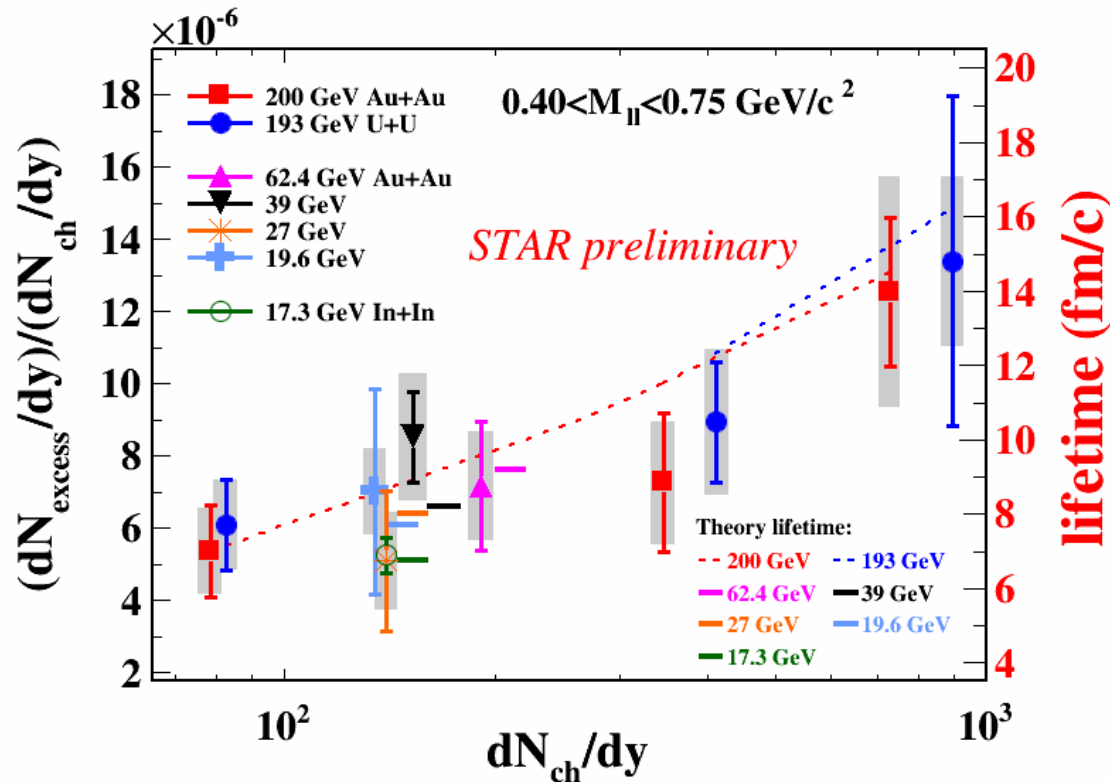 ×10⁻⁶
(dN_excess/dy)/(dN_ch/dy)
18
16
14
12
10
8
6
4
2
200 GeV Au+Au
193 GeV U+U
62.4 GeV Au+Au
39 GeV
27 GeV
19.6 GeV
17.3 GeV In+In
0.40<M_ll<0.75 GeV/c ²
STAR preliminary
Theory lifetime:
200 GeV 193 GeV
62.4 GeV 39 GeV
27 GeV 19.6 GeV
17.3 GeV
20
18
16
14
12
10
8
6
4
lifetime (fm/c)
10² 10³
dN_ch/dy